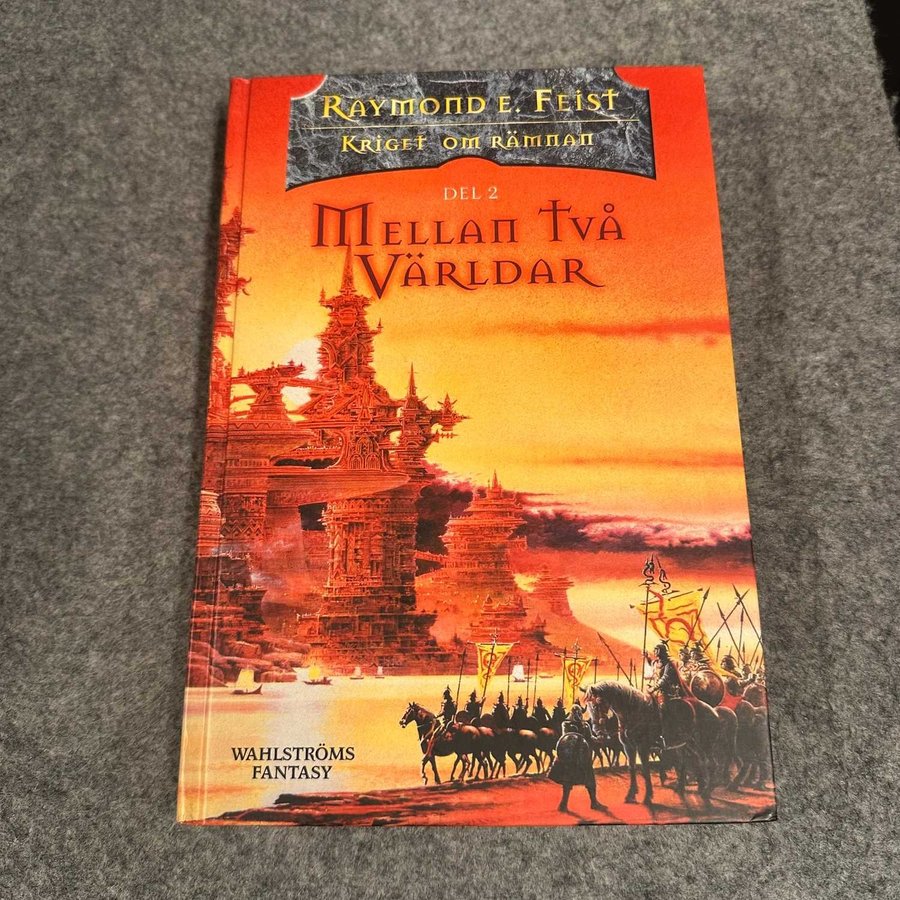 RAYMOND E. FEIST
KRIGET OM RÄMNAN
DEL 2
MELLAN TVÅ
VÄRLDAR
WAHLSTRÖMS
FANTASY